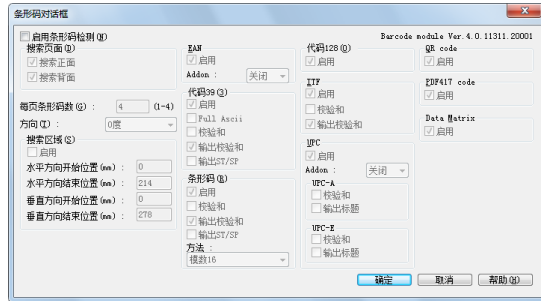 条形码对话框
启用条形码检测(W)
Barcode module Ver.4.0.11311.20001
搜索页面(D)
搜索正面
搜索背面
每页条形码数(G) : 4 (1-4)
方向(I) : 0度
搜索区域(S)
启用
水平方向开始位置(mm) : 0
水平方向结束位置(mm) : 214
垂直方向开始位置(mm) : 0
垂直方向结束位置(mm) : 278
EAN
启用
Addon : 关闭
代码39(3)
启用
Full Ascii
校验和
输出校验和
输出ST/SP
条形码(R)
启用
校验和
输出校验和
输出ST/SP
方法 :
模数16
代码128(O)
启用
ITF
启用
校验和
输出校验和
UPC
启用
Addon : 关闭
UPC-A
校验和
输出标题
UPC-E
校验和
输出标题
QR code
启用
PDF417 code
启用
Data Matrix
启用
确定
取消
帮助(H)